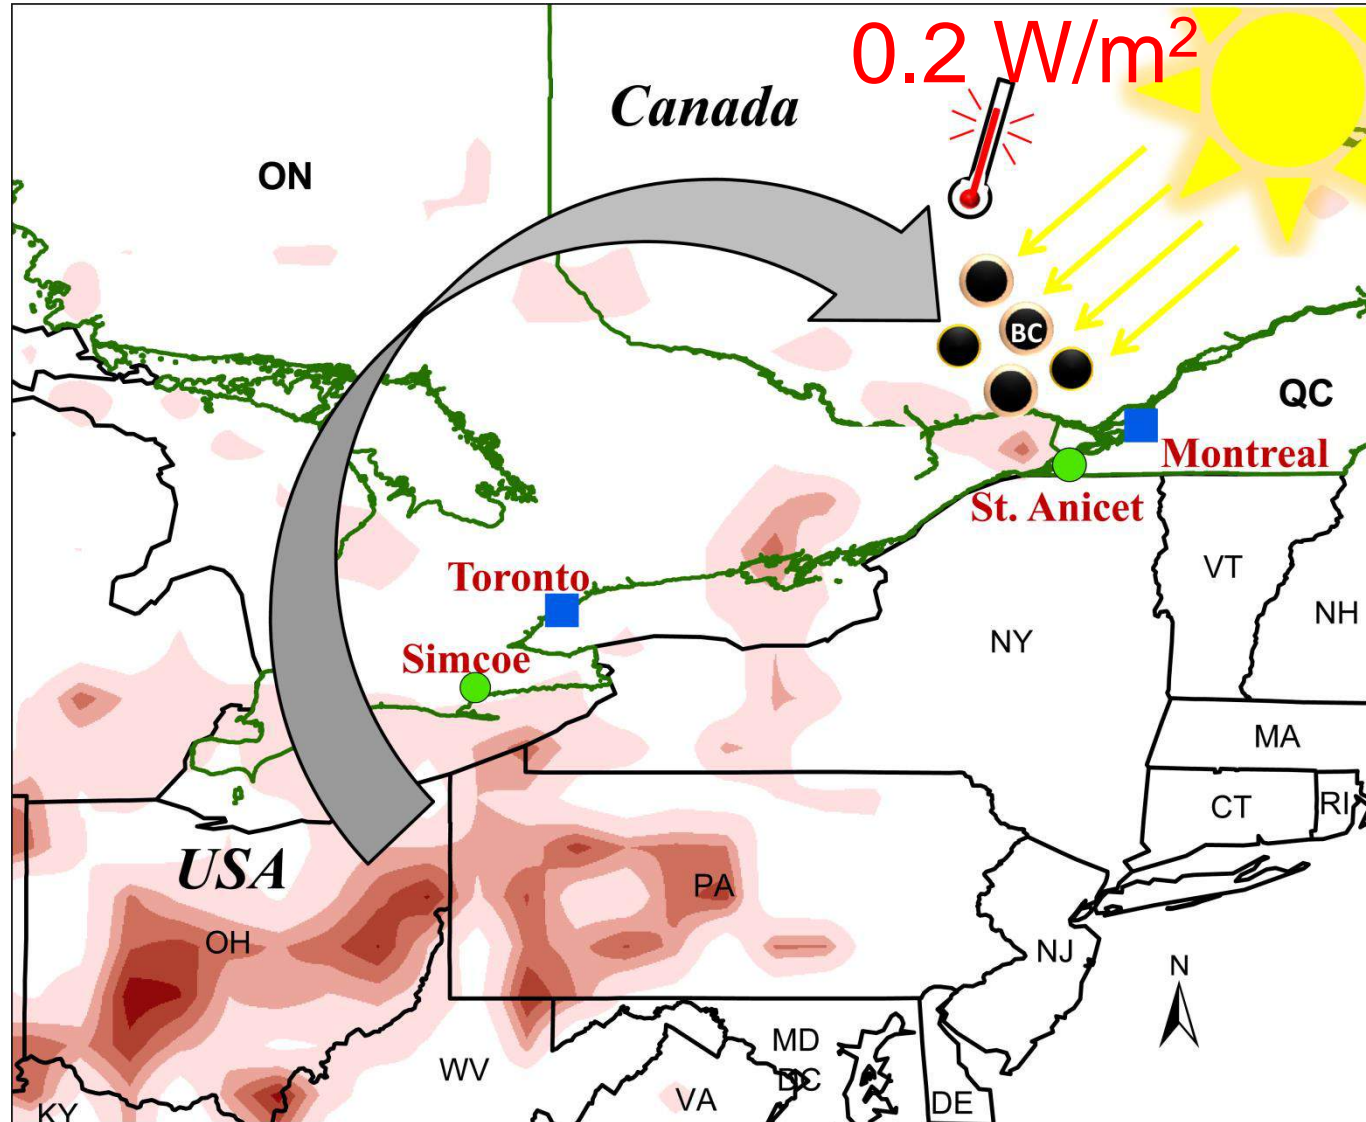 0.2 W/m²
Canada
ON
BC
QC
Montreal
St. Anicet
Toronto
VT
NH
NY
Simcoe
MA
CT
RI
USA
PA
OH
NJ
N
MD
DC
WV
VA
DE
KY